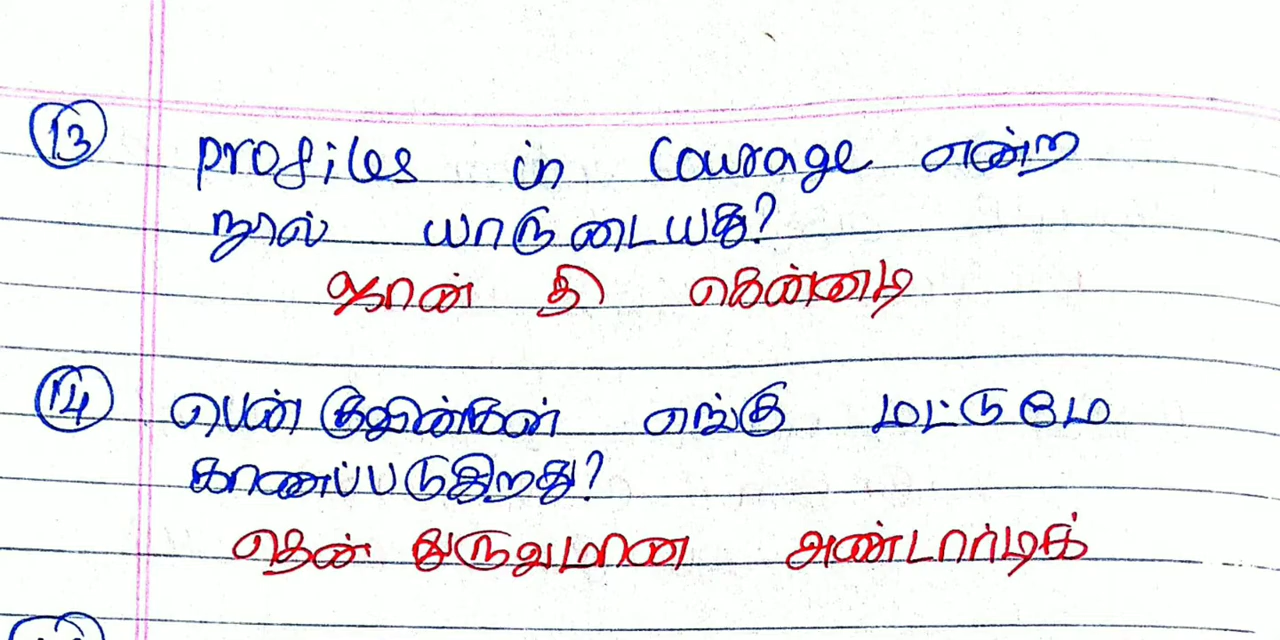 13 Profiles in Courage என்ற
நூல் யாருடையது?
ஜான் தி கென்னடி
14 பென்குயின்கள் எங்கு மட்டுமே
காணப்படுகிறது?
தென் துருவமான அண்டார்டிக்